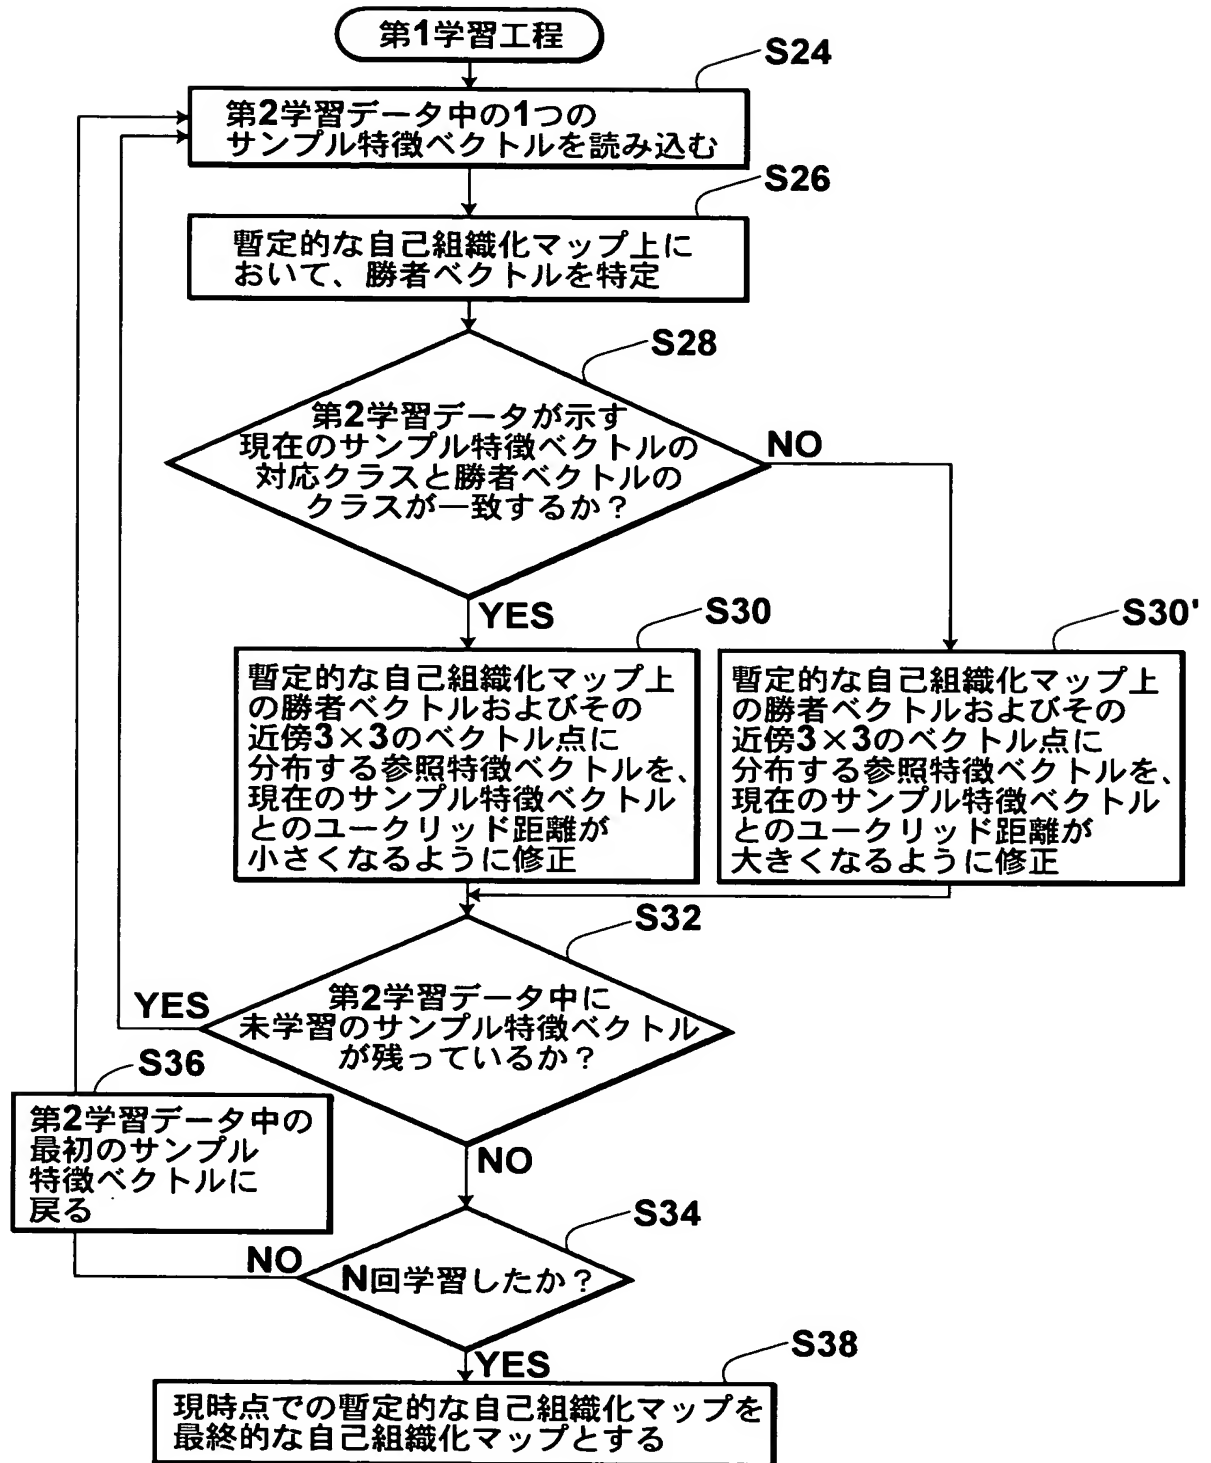 第1学習工程
S24
第2学習データ中の1つの
サンプル特徴ベクトルを読み込む
S26
暫定的な自己組織化マップ上に
おいて、勝者ベクトルを特定
S28
第2学習データが示す
現在のサンプル特徴ベクトルの
対応クラスと勝者ベクトルの
クラスが一致するか？
NO
YES
S30
暫定的な自己組織化マップ上
の勝者ベクトルおよびその
近傍3×3のベクトル点に
分布する参照特徴ベクトルを、
現在のサンプル特徴ベクトル
とのユークリッド距離が
小さくなるように修正
S30'
暫定的な自己組織化マップ上
の勝者ベクトルおよびその
近傍3×3のベクトル点に
分布する参照特徴ベクトルを、
現在のサンプル特徴ベクトル
とのユークリッド距離が
大きくなるように修正
S32
第2学習データ中に
未学習のサンプル特徴ベクトル
が残っているか？
YES
NO
S36
第2学習データ中の
最初のサンプル
特徴ベクトルに
戻る
S34
N回学習したか？
NO
YES
S38
現時点での暫定的な自己組織化マップを
最終的な自己組織化マップとする